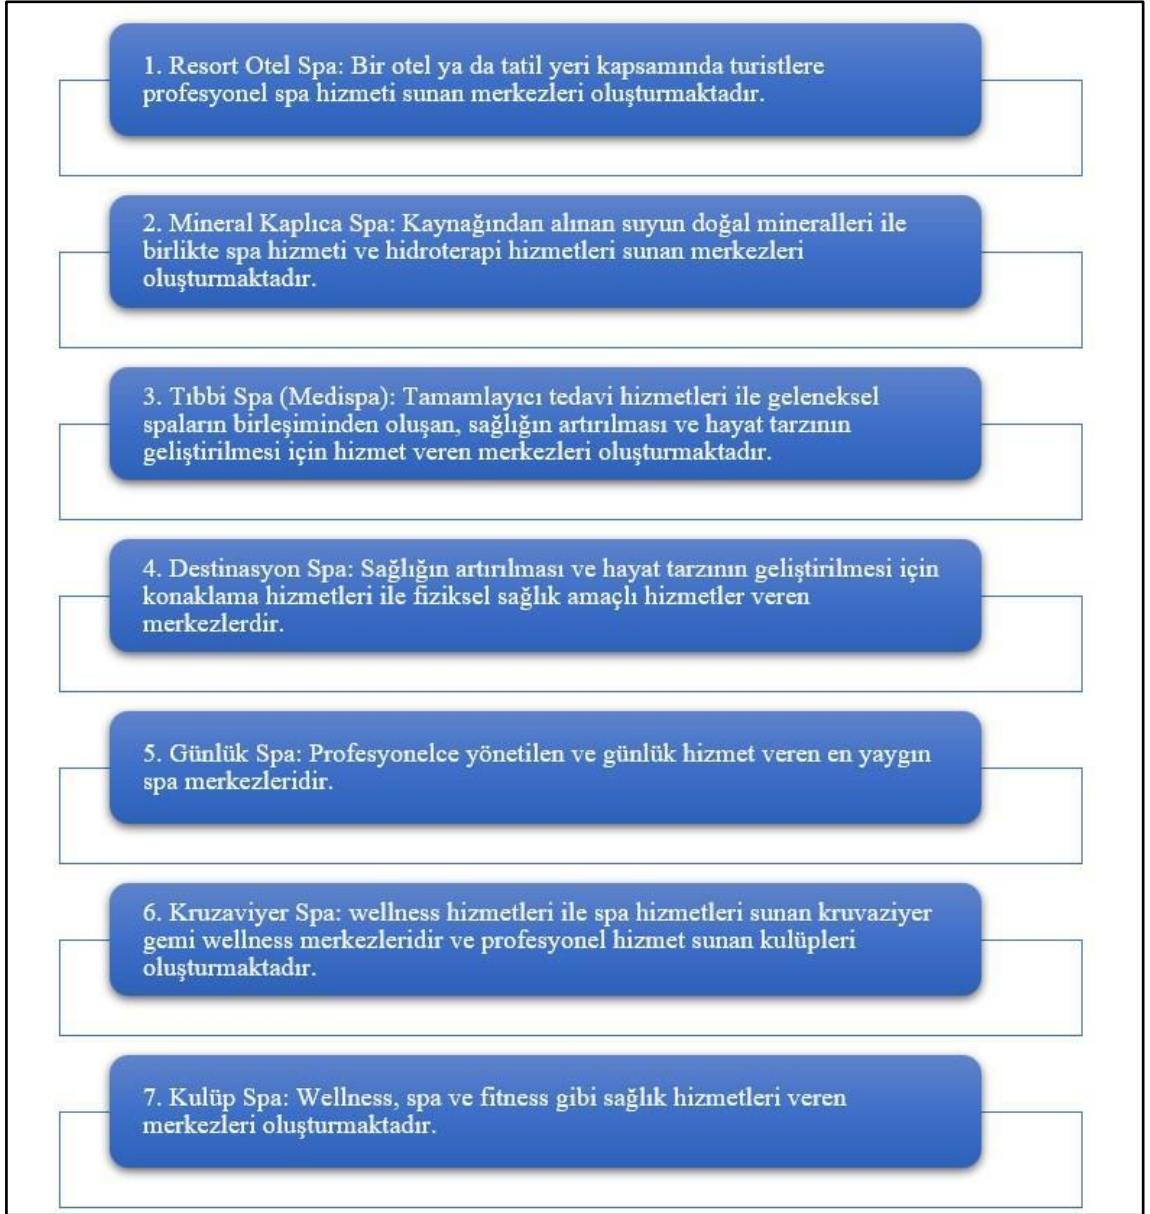 1. Resort Otel Spa: Bir otel ya da tatil yeri kapsamında turistlere
profesyonel spa hizmeti sunan merkezleri oluşturmaktadır.
2. Mineral Kaplıca Spa: Kaynağından alınan suyun doğal mineralleri ile
birlikte spa hizmeti ve hidroterapi hizmetleri sunan merkezleri
oluşturmaktadır.
3. Tıbbi Spa (Medispa): Tamamlayıcı tedavi hizmetleri ile geleneksel
spaların birleşiminden oluşan, sağlığın artırılması ve hayat tarzının
geliştirilmesi için hizmet veren merkezleri oluşturmaktadır.
4. Destinasyon Spa: Sağlığın artırılması ve hayat tarzının geliştirilmesi için
konaklama hizmetleri ile fiziksel sağlık amaçlı hizmetler veren
merkezlerdir.
5. Günlük Spa: Profesyonelce yönetilen ve günlük hizmet veren en yaygın
spa merkezleridir.
6. Kruzaviyer Spa: wellness hizmetleri ile spa hizmetleri sunan kruvaziyer
gemi wellness merkezleridir ve profesyonel hizmet sunan kulüpleri
oluşturmaktadır.
7. Kulüp Spa: Wellness, spa ve fitness gibi sağlık hizmetleri veren
merkezleri oluşturmaktadır.